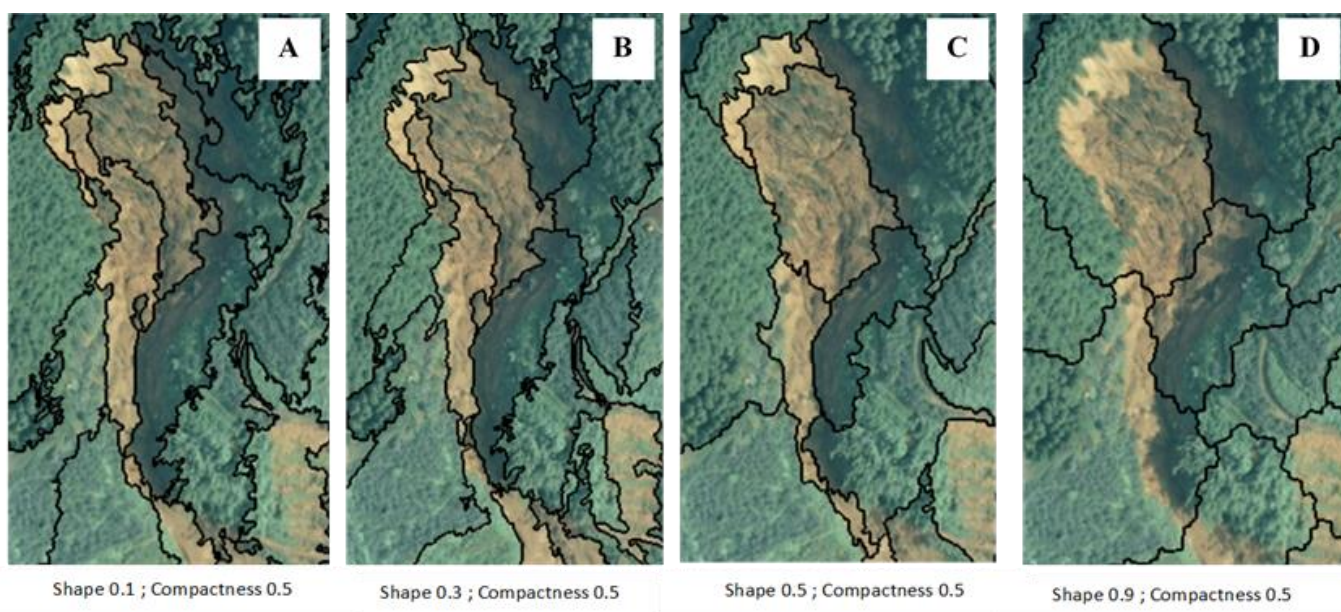 A
B
C
D
Shape 0.1 ; Compactness 0.5
Shape 0.3 ; Compactness 0.5
Shape 0.5 ; Compactness 0.5
Shape 0.9 ; Compactness 0.5